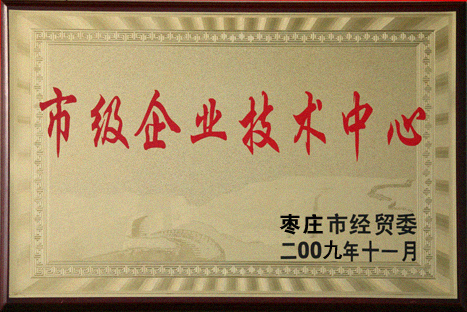 市级企业技术中心
枣庄市经贸委
二00九年十一月